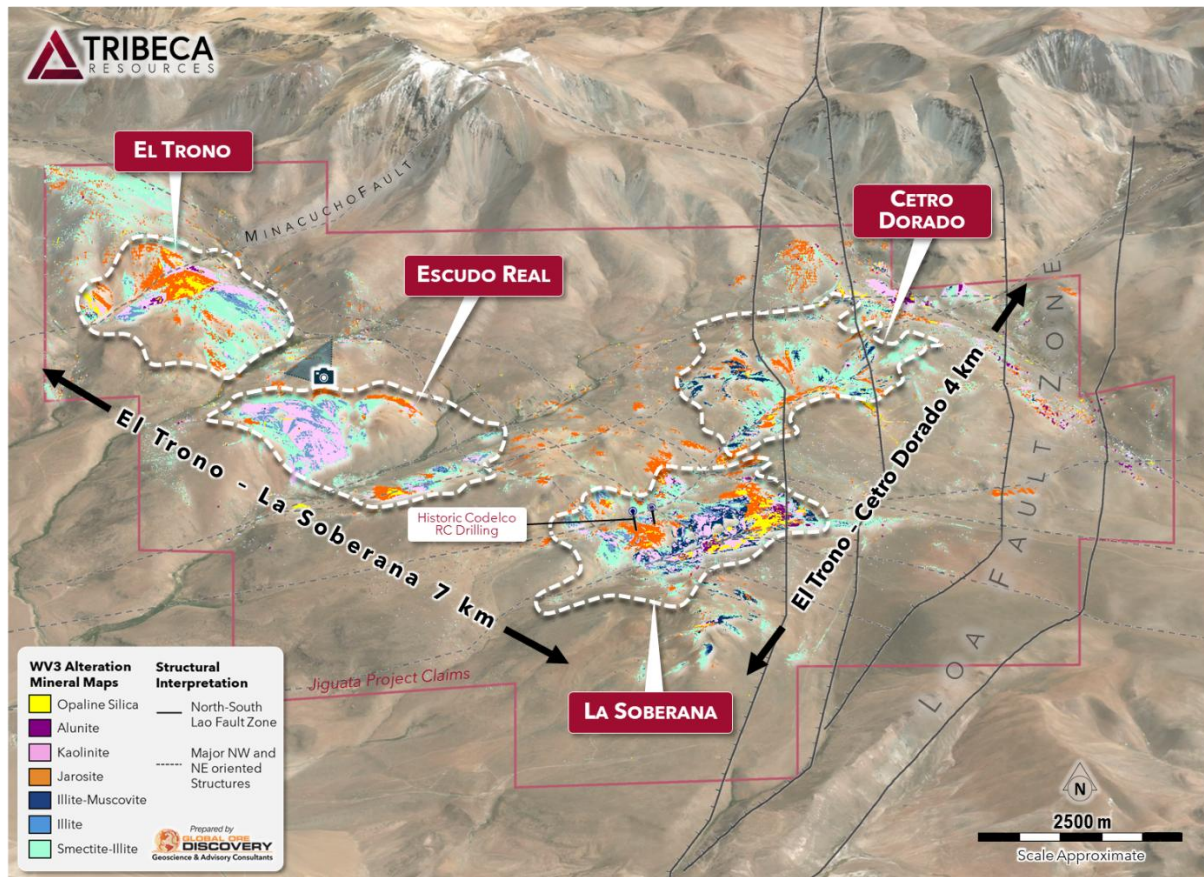 TRIBECA
RESOURCES
EL TRONO
MINACUCHO FAULT
CETRO
DORADO
ESCUDO REAL
El Trono - La Soberana 7 km
Historic Codelco
RC Drilling
El Trono - Cetro Dorado 4 km
LOA FAULT ZONE
Jiguata Project Claims
LA SOBERANA
WV3 Alteration
Mineral Maps
Opaline Silica
Alunite
Kaolinite
Jarosite
Illite-Muscovite
Illite
Smectite-Illite
Structural
Interpretation
North-South
Lao Fault Zone
Major NW and
NE oriented
Structures
Prepared by
GLOBAL ORE
DISCOVERY
Geoscience & Advisory Consultants
N
2500 m
Scale Approximate